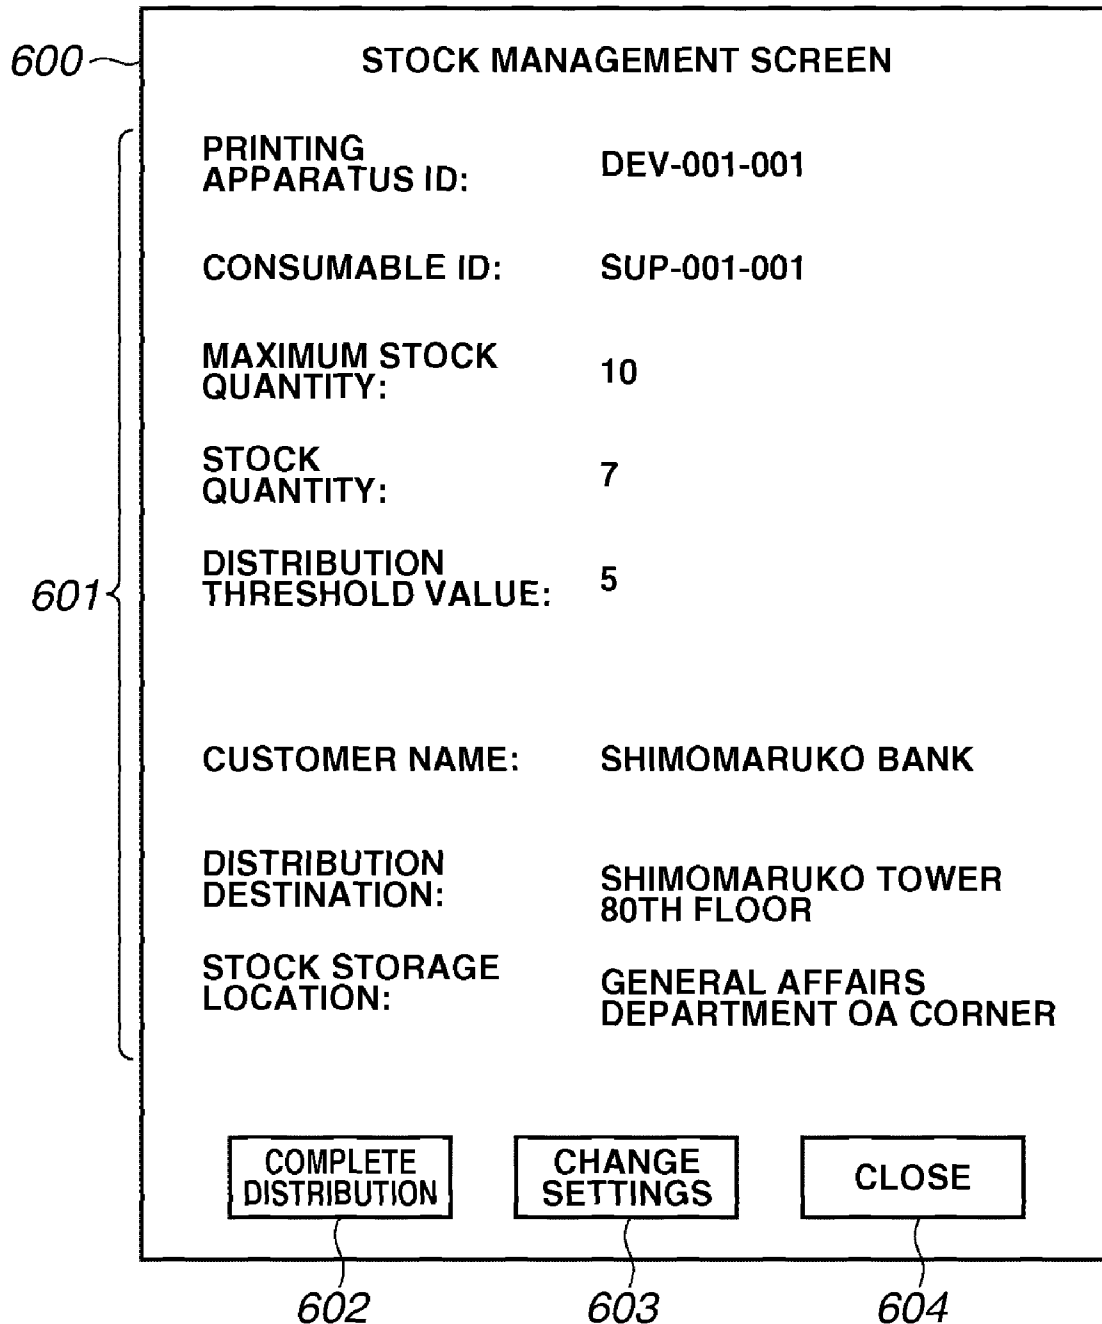 600
STOCK MANAGEMENT SCREEN
PRINTING
APPARATUS ID:
DEV-001-001
CONSUMABLE ID:
SUP-001-001
MAXIMUM STOCK
QUANTITY:
10
STOCK
QUANTITY:
7
DISTRIBUTION
THRESHOLD VALUE:
5
601
CUSTOMER NAME:
SHIMOMARUKO BANK
DISTRIBUTION
DESTINATION:
SHIMOMARUKO TOWER
80TH FLOOR
STOCK STORAGE
LOCATION:
GENERAL AFFAIRS
DEPARTMENT OA CORNER
COMPLETE
DISTRIBUTION
CHANGE
SETTINGS
CLOSE
602
603
604